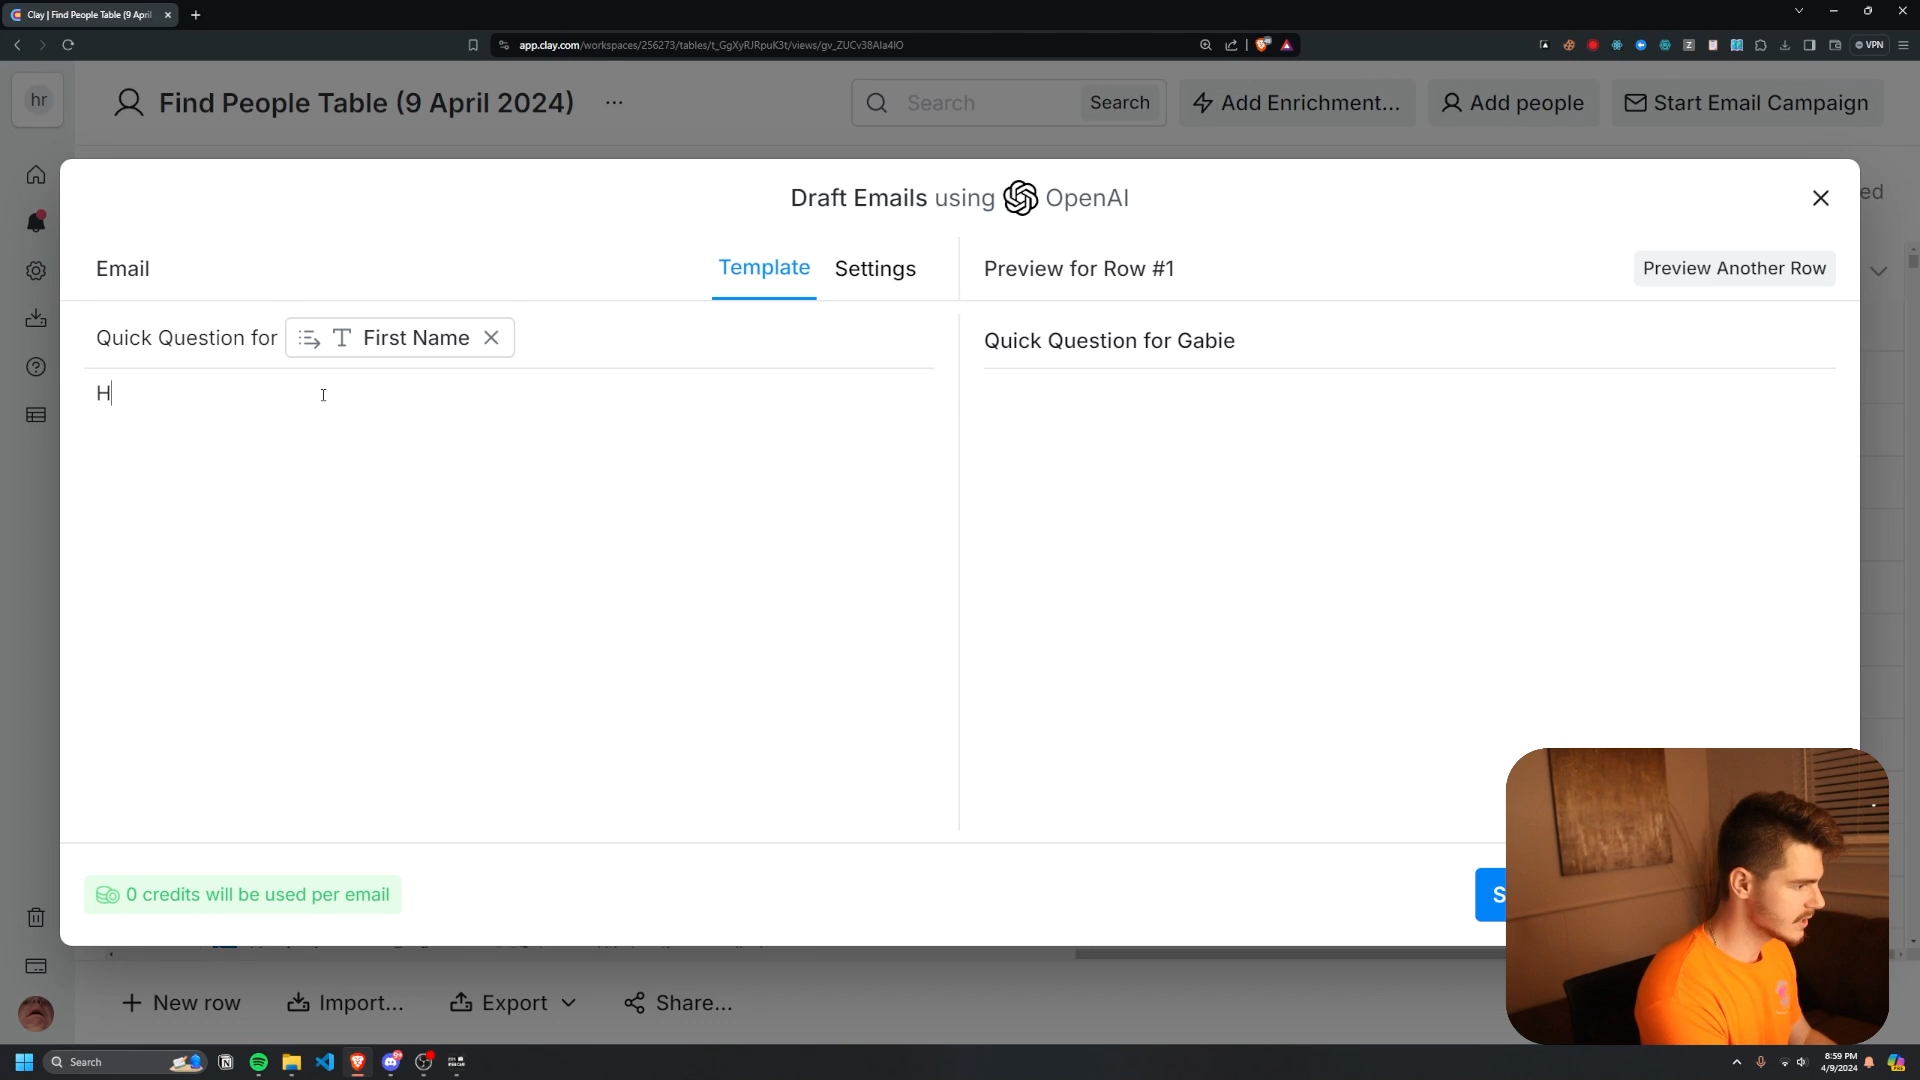 Clay | Find People Table (9 April
app.clay.com/workspaces/256273/tables/t_GgXyRJRpuK3t/views/gv_ZUCv38Ala4lO
VPN
hr
Find People Table (9 April 2024)
Search
Search
Add Enrichment...
Add people
Start Email Campaign
ed
Draft Emails using OpenAI
Email
Template
Settings
Preview for Row #1
Preview Another Row
Quick Question for First Name
Quick Question for Gabie
H
0 credits will be used per email
S
New row
Import...
Export
Share...
Search
8:59 PM
4/9/2024